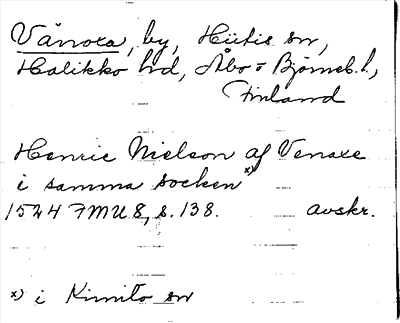 Vänoxa, by, Hitis sn,
Halikko hd, Åbo o Björneb. l.,
Finland
Henric Nielson af Venaxe
i samma socken x)
1524 FMU 8, s. 138. avskr.
x) i Kimito sn